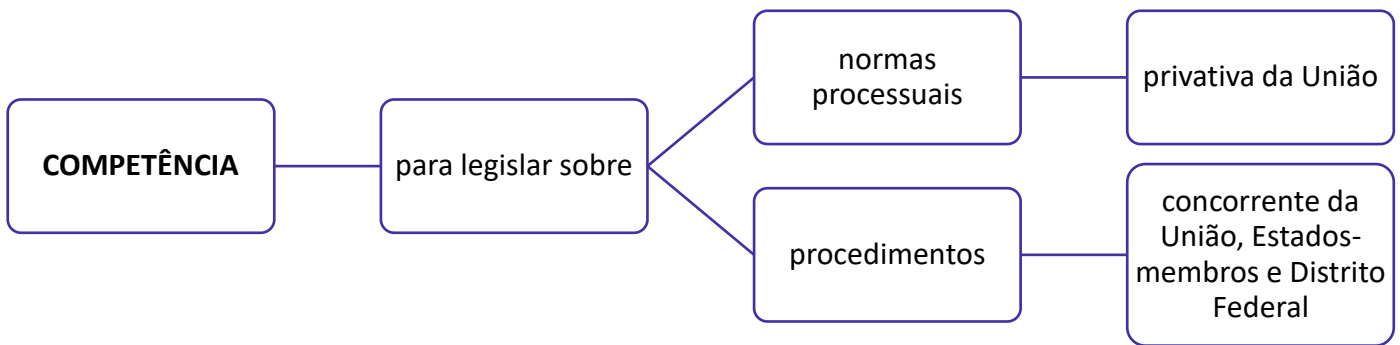 COMPETÊNCIA
para legislar sobre
normas
processuais
privativa da União
procedimentos
concorrente da
União, Estados-
membros e Distrito
Federal